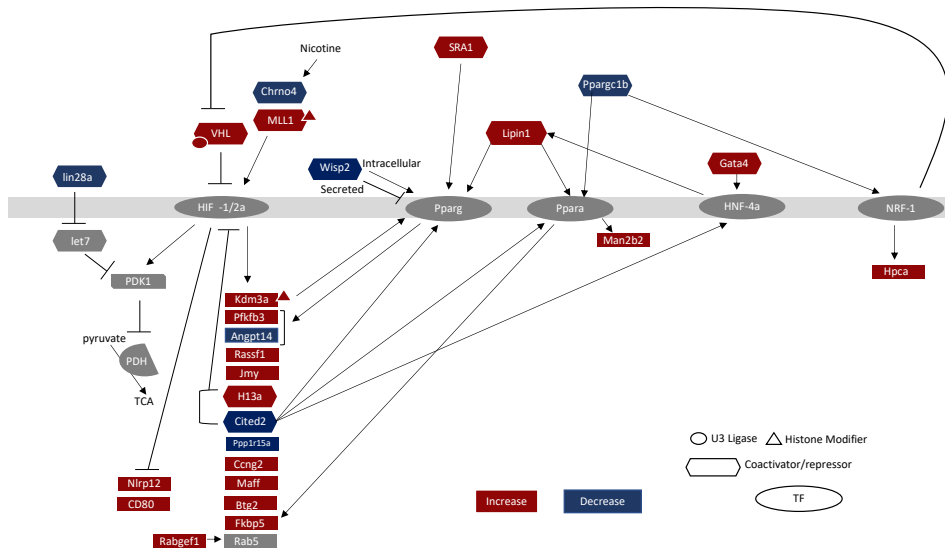 Nicotine
SRA1
Chrno4
Ppargc1b
MLL1
VHL
Lipin1
Gata4
Wisp2
Intracellular
Secreted
lin28a
HIF -1/2a
Pparg
Ppara
HNF-4a
NRF-1
let7
Man2b2
Hpca
PDK1
Kdm3a
Pfkfb3
Angpt14
pyruvate
PDH
Rassf1
Jmy
TCA
H13a
Cited2
Ppp1r15a
U3 Ligase
Histone Modifier
Ccng2
Coactivator/repressor
Nlrp12
Maff
CD80
Btg2
Increase
Decrease
TF
Fkbp5
Rabgef1
Rab5